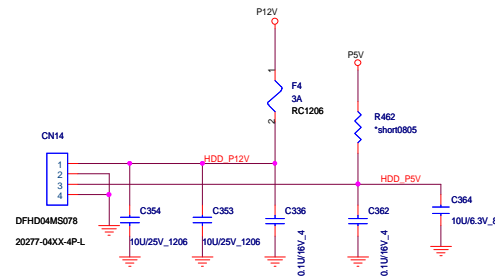 P12V
P5V
1
F4
3A
RC1206
2
R462
*short0805
CN14
1
2
3
4
HDD_P12V
HDD_P5V
C354
10U/25V_1206
C353
10U/25V_1206
C336
0.1U/16V_4
C362
0.1U/16V_4
C364
10U/6.3V_8
DFHD04MS078
20277-04XX-4P-L